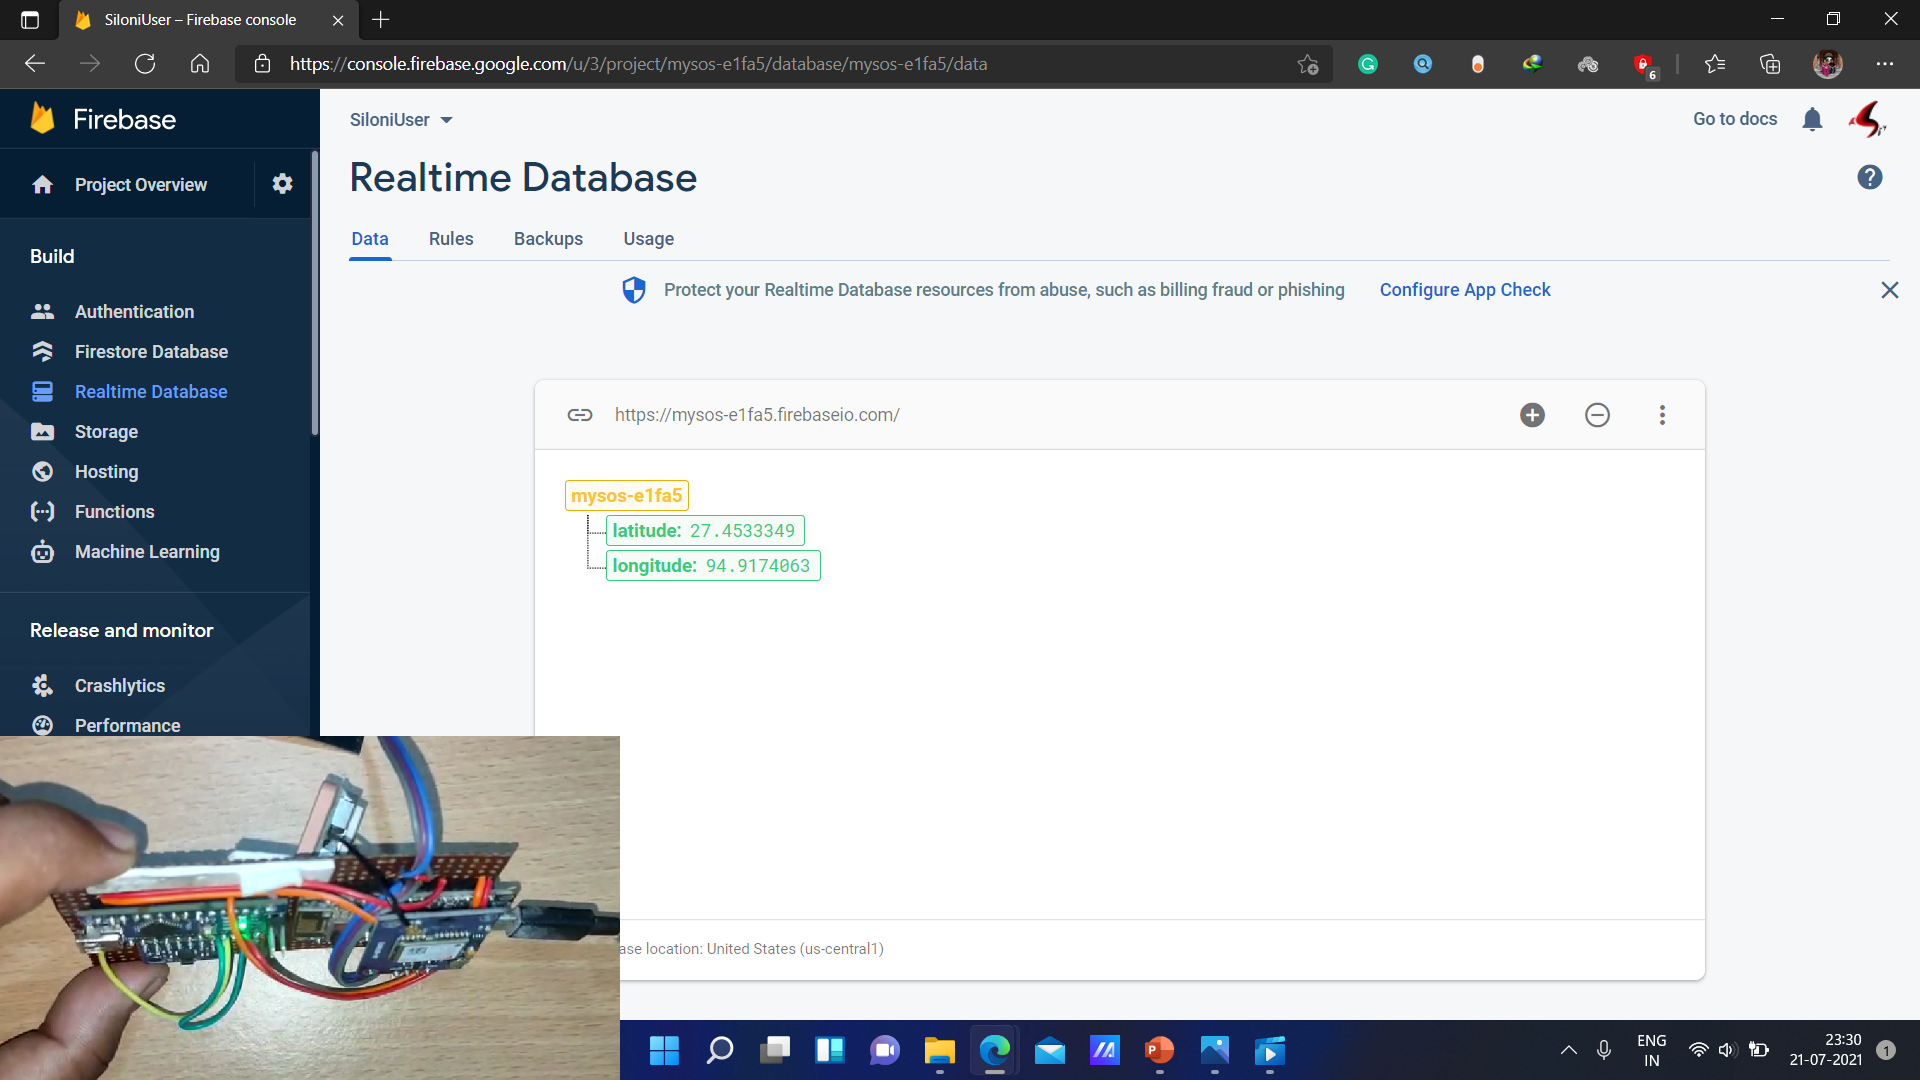 SiloniUser – Firebase console
https://console.firebase.google.com/u/3/project/mysos-e1fa5/database/mysos-e1fa5/data
6
Firebase
SiloniUser
Go to docs
Project Overview
Realtime Database
Data Rules Backups Usage
Build
Protect your Realtime Database resources from abuse, such as billing fraud or phishing Configure App Check
Authentication
Firestore Database
Realtime Database
Storage
Hosting
Functions
Machine Learning
https://mysos-e1fa5.firebaseio.com/
mysos-e1fa5
latitude: 27.4533349
longitude: 94.9174063
Release and monitor
Crashlytics
Performance
ase location: United States (us-central1)
ENG
IN
23:30
21-07-2021
1